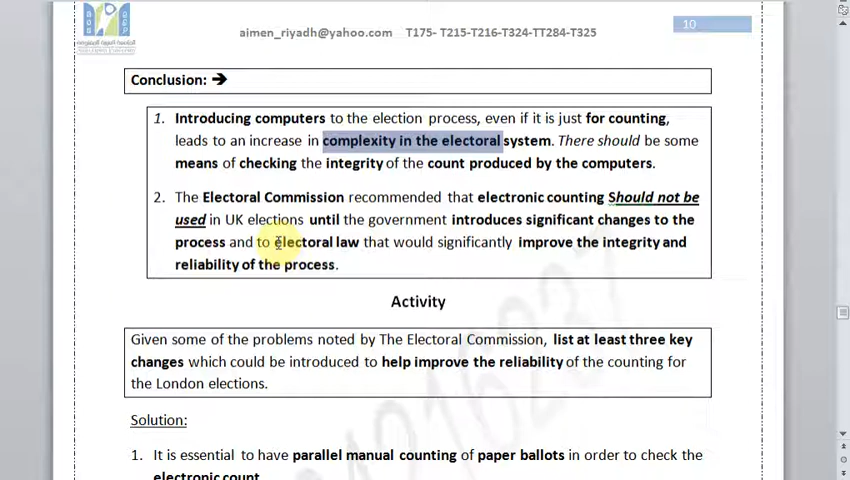 aimen_riyadh@yahoo.com T175- T215-T216-T324-TT284-T325
10
Conclusion: →
1. Introducing computers to the election process, even if it is just for counting,
leads to an increase in complexity in the electoral system. There should be some
means of checking the integrity of the count produced by the computers.
2. The Electoral Commission recommended that electronic counting Should not be
used in UK elections until the government introduces significant changes to the
process and to electoral law that would significantly improve the integrity and
reliability of the process.
Activity
Given some of the problems noted by The Electoral Commission, list at least three key
changes which could be introduced to help improve the reliability of the counting for
the London elections.
Solution:
1. It is essential to have parallel manual counting of paper ballots in order to check the
electronic count.